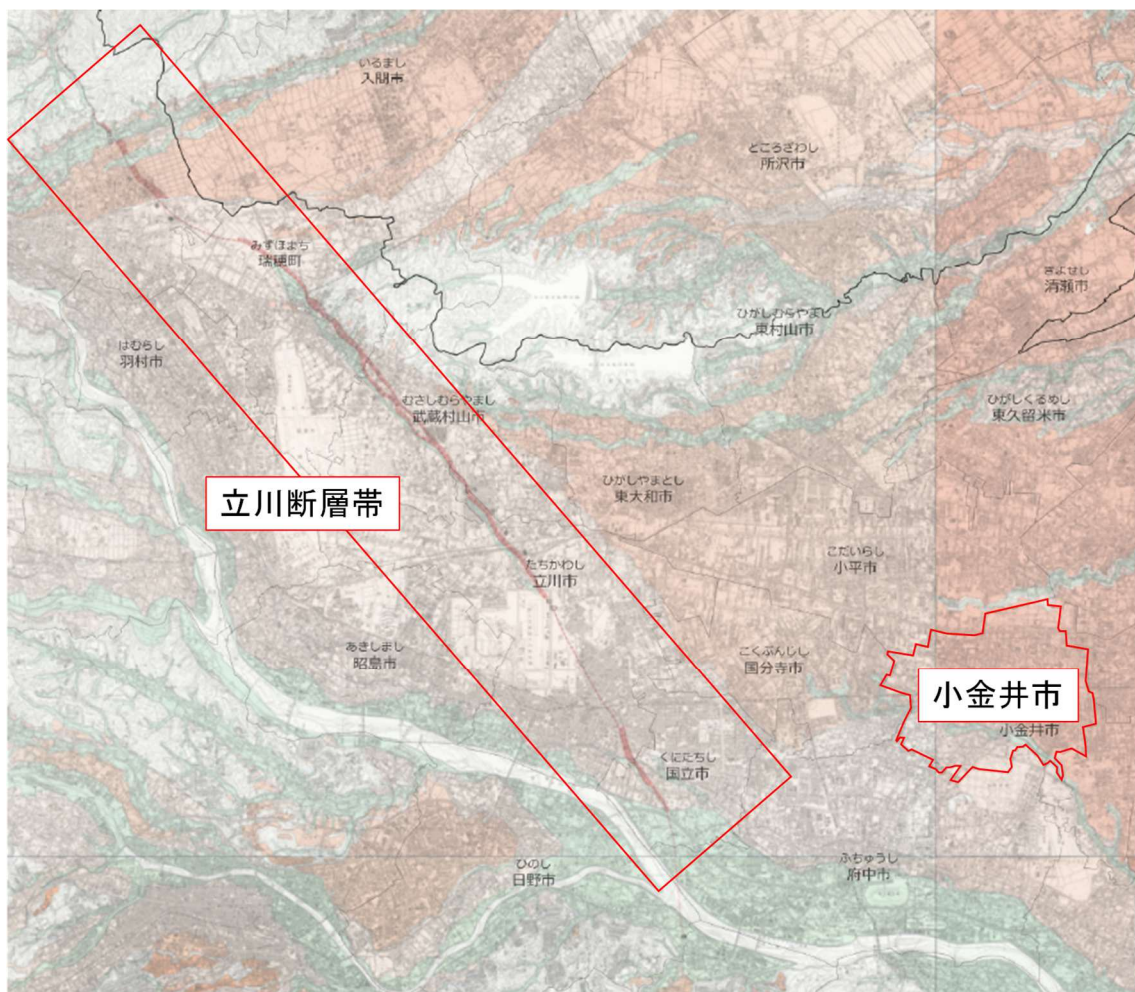 いるまし
入間市
ところざわし
所沢市
みずほまち
瑞穂町
きよせし
清瀬市
ひがしむらやまし
東村山市
はむらし
羽村市
むさしむらやまし
武蔵村山市
ひがしくるめし
東久留米市
立川断層帯
ひがしやまとし
東大和市
こだいらし
小平市
たちかわし
立川市
あきしまし
昭島市
こくぶんじし
国分寺市
小金井市
小金井市
くにたちし
国立市
ひのし
日野市
ふちゅうし
府中市